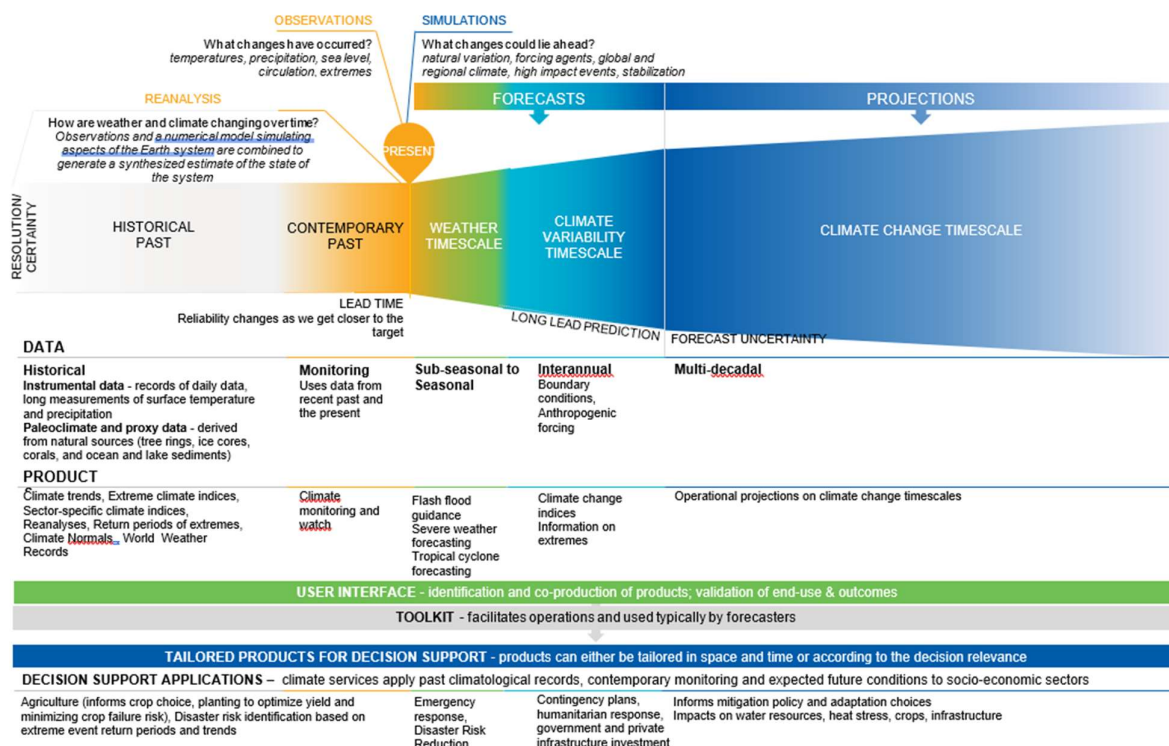 OBSERVATIONS
What changes have occurred?
temperatures, precipitation, sea level,
circulation, extremes
SIMULATIONS
What changes could lie ahead?
natural variation, forcing agents, global and
regional climate, high impact events, stabilization
REANALYSIS
How are weather and climate changing over time?
Observations and a numerical model simulating
aspects of the Earth system are combined to
generate a synthesized estimate of the state of
the system
PRESENT
FORECASTS
PROJECTIONS
RESOLUTION/
CERTAINTY
HISTORICAL
PAST
CONTEMPORARY
PAST
WEATHER
TIMESCALE
CLIMATE
VARIABILITY
TIMESCALE
CLIMATE CHANGE TIMESCALE
LEAD TIME
Reliability changes as we get closer to the
target
LONG LEAD PREDICTION
FORECAST UNCERTAINTY
DATA
Historical
Instrumental data - records of daily data,
long measurements of surface temperature
and precipitation
Paleoclimate and proxy data - derived
from natural sources (tree rings, ice cores,
corals, and ocean and lake sediments)
Monitoring
Uses data from
recent past and
the present
Sub-seasonal to
Seasonal
Interannual
Boundary
conditions,
Anthropogenic
forcing
Multi-decadal
PRODUCT
Climate trends, Extreme climate indices,
Sector-specific climate indices,
Reanalyses, Return periods of extremes,
Climate Normals, World Weather
Records
Climate
monitoring and
watch
Flash flood
guidance
Severe weather
forecasting
Tropical cyclone
forecasting
Climate change
indices
Information on
extremes
Operational projections on climate change timescales
USER INTERFACE - identification and co-production of products; validation of end-use & outcomes
TOOLKIT - facilitates operations and used typically by forecasters
TAILORED PRODUCTS FOR DECISION SUPPORT - products can either be tailored in space and time or according to the decision relevance
DECISION SUPPORT APPLICATIONS – climate services apply past climatological records, contemporary monitoring and expected future conditions to socio-economic sectors
Agriculture (informs crop choice, planting to optimize yield and
minimizing crop failure risk), Disaster risk identification based on
extreme event return periods and trends
Emergency
response,
Disaster Risk
Reduction
Contingency plans,
humanitarian response,
government and private
infrastructure investment
Informs mitigation policy and adaptation choices
Impacts on water resources, heat stress, crops, infrastructure